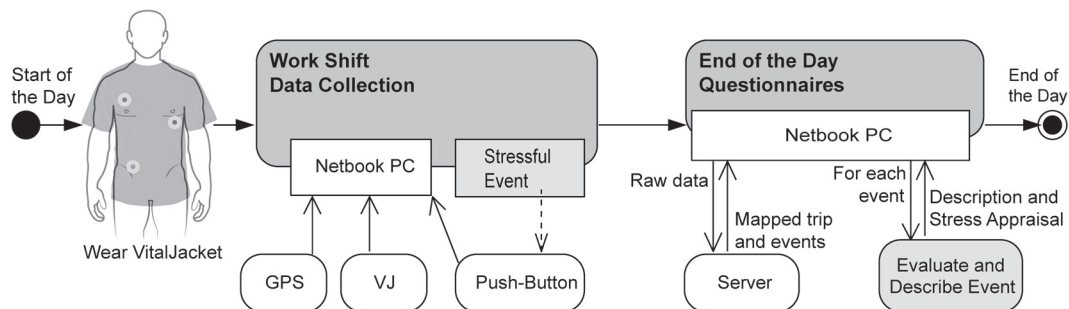 Start of
the Day
Wear VitalJacket
Work Shift
Data Collection
Netbook PC
Stressful
Event
GPS
VJ
Push-Button
End of the Day
Questionnaires
Netbook PC
Raw data
Mapped trip
and events
For each
event
Description and
Stress Appraisal
Server
Evaluate and
Describe Event
End of
the Day